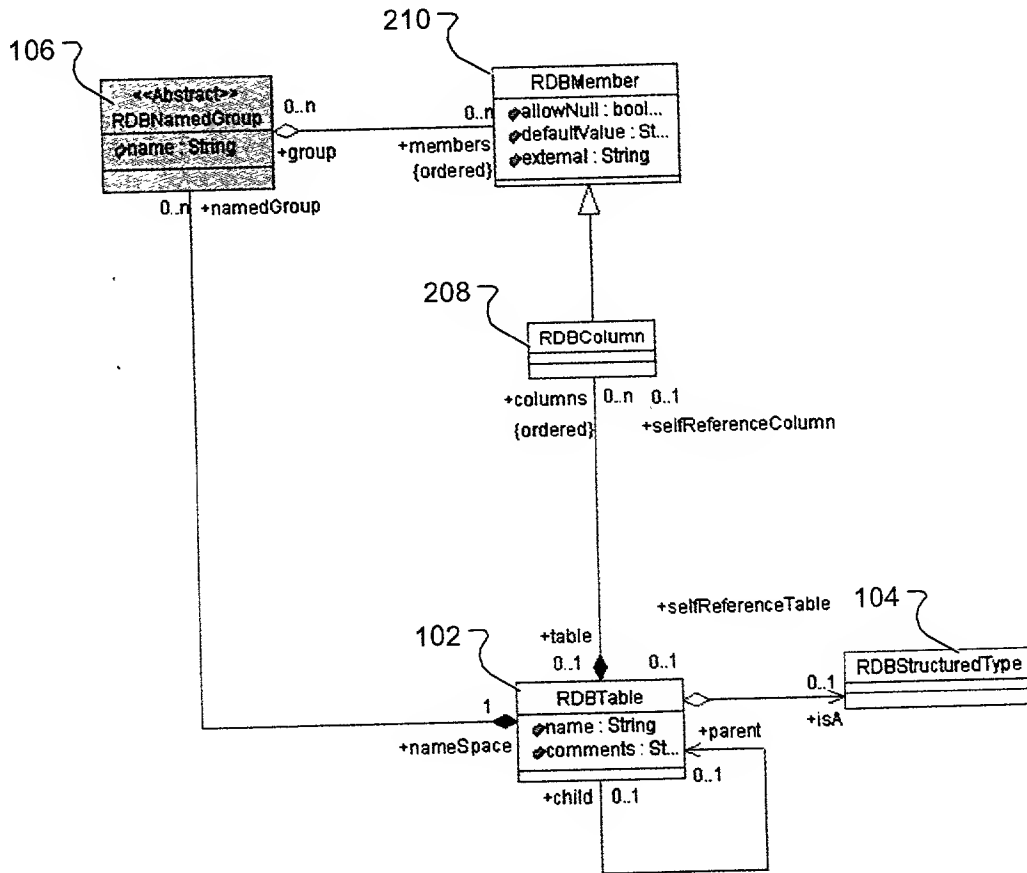 106
210
<<Abstract>>
RDBNamedGroup
name : String
0..n
+group
0..n
+members
{ordered}
RDBMember
allowNull : bool...
defaultValue : St...
external : String
0..n +namedGroup
208
RDBColumn
+columns
{ordered}
0..n
0..1
+selfReferenceColumn
+selfReferenceTable
104
102
+table
0..1
0..1
RDBStructuredType
0..1
+isA
1
+nameSpace
RDBTable
name : String
comments : St...
+parent
0..1
+child
0..1